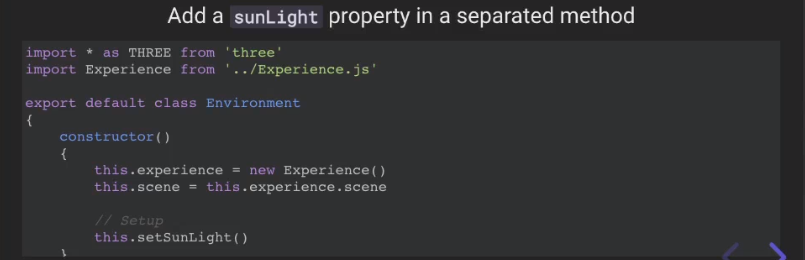 Add a sunLight property in a separated method
import * as THREE from 'three'
import Experience from '../Experience.js'
export default class Environment
{
constructor()
{
this.experience = new Experience()
this.scene = this.experience.scene
// Setup
this.setSunLight()
}